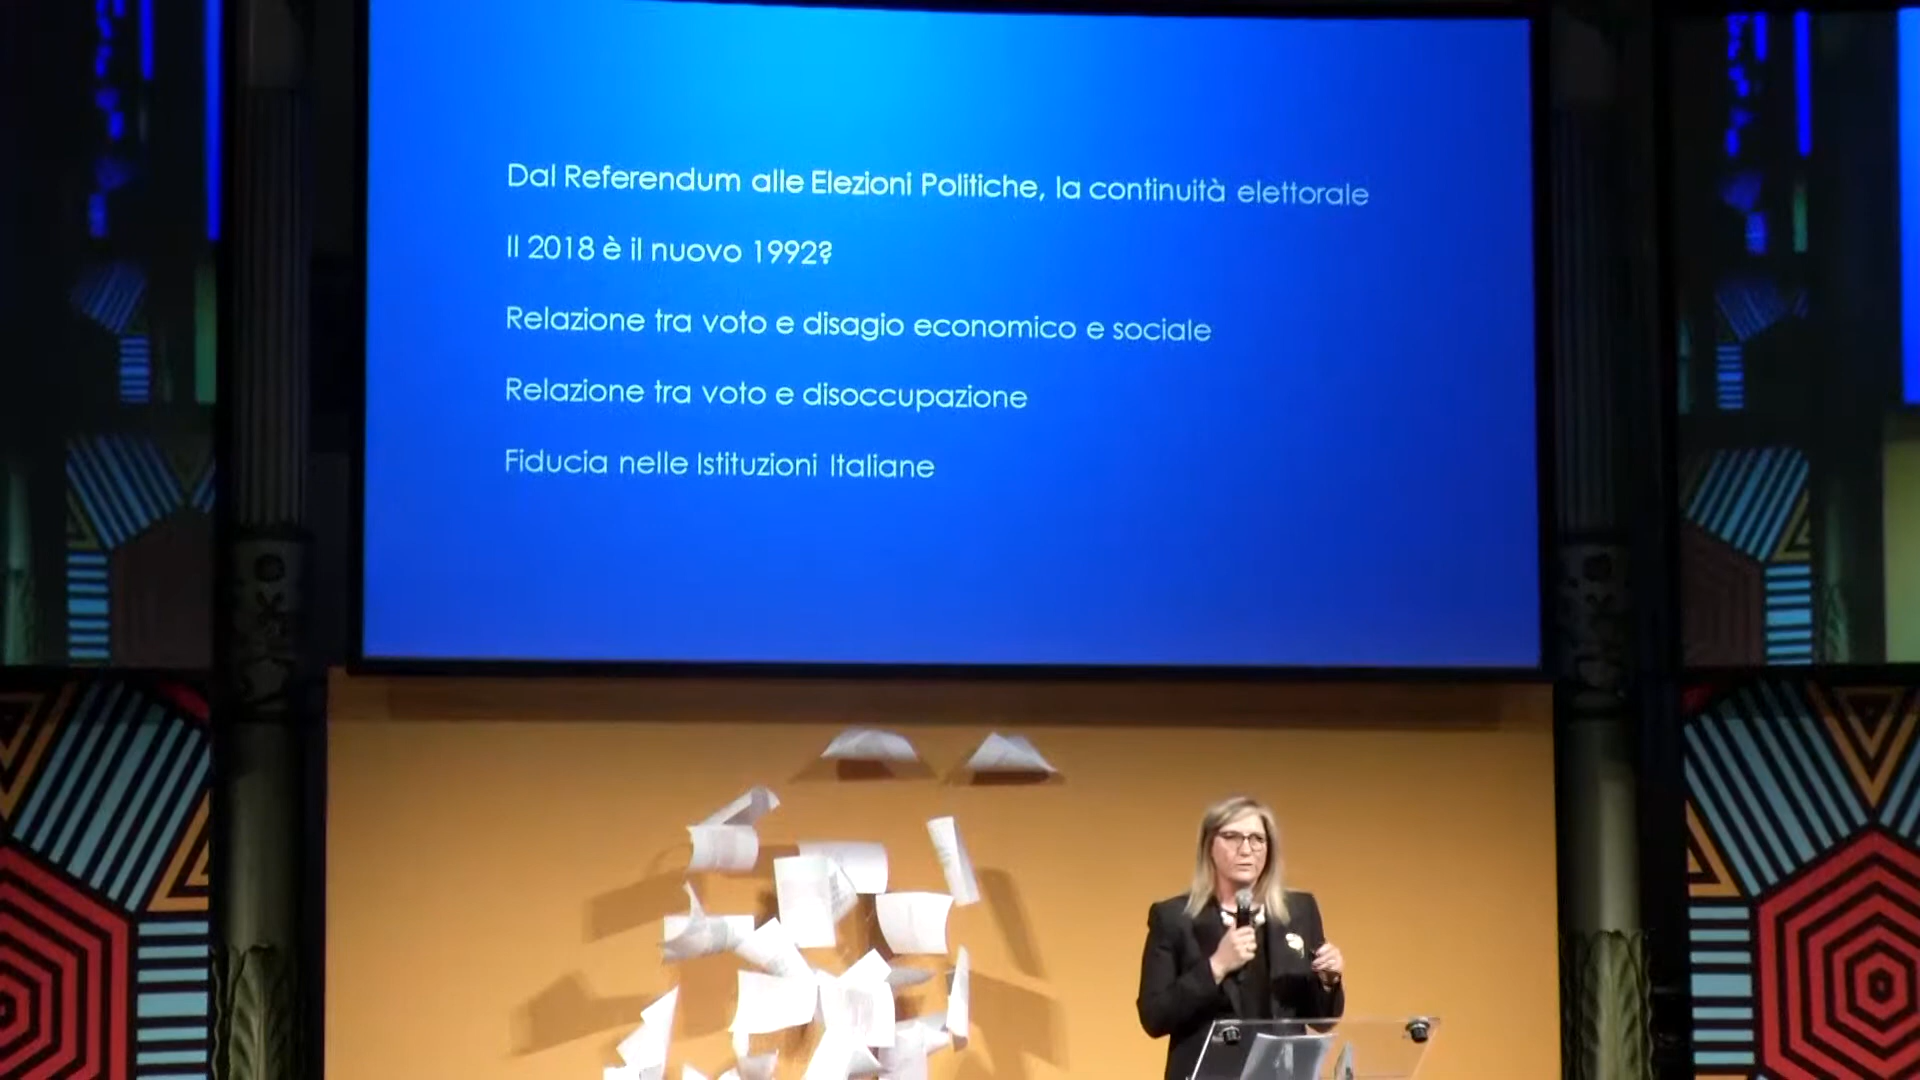 Dal Referendum alle Elezioni Politiche, la continuità elettorale
Il 2018 è il nuovo 1992?
Relazione tra voto e disagio economico e sociale
Relazione tra voto e disoccupazione
Fiducia nelle Istituzioni Italiane